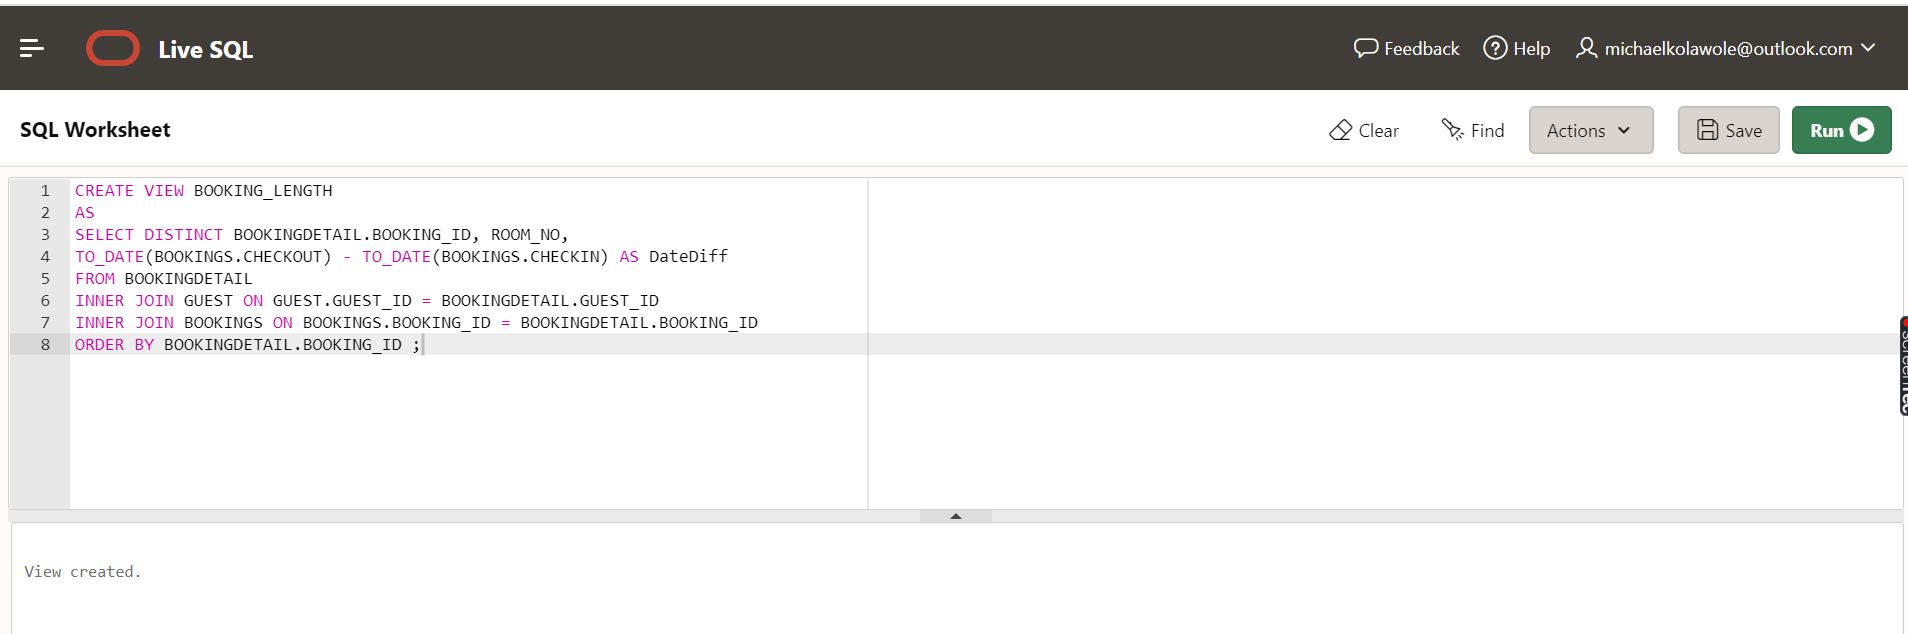 Live SQL
Feedback
Help
michaelkolawole@outlook.com
SQL Worksheet
Clear
Find
Actions
Save
Run
1 CREATE VIEW BOOKING_LENGTH
2 AS
3 SELECT DISTINCT BOOKINGDETAIL.BOOKING_ID, ROOM_NO,
4 TO_DATE(BOOKINGS.CHECKOUT) - TO_DATE(BOOKINGS.CHECKIN) AS DateDiff
5 FROM BOOKINGDETAIL
6 INNER JOIN GUEST ON GUEST.GUEST_ID = BOOKINGDETAIL.GUEST_ID
7 INNER JOIN BOOKINGS ON BOOKINGS.BOOKING_ID = BOOKINGDETAIL.BOOKING_ID
8 ORDER BY BOOKINGDETAIL.BOOKING_ID ;
View created.